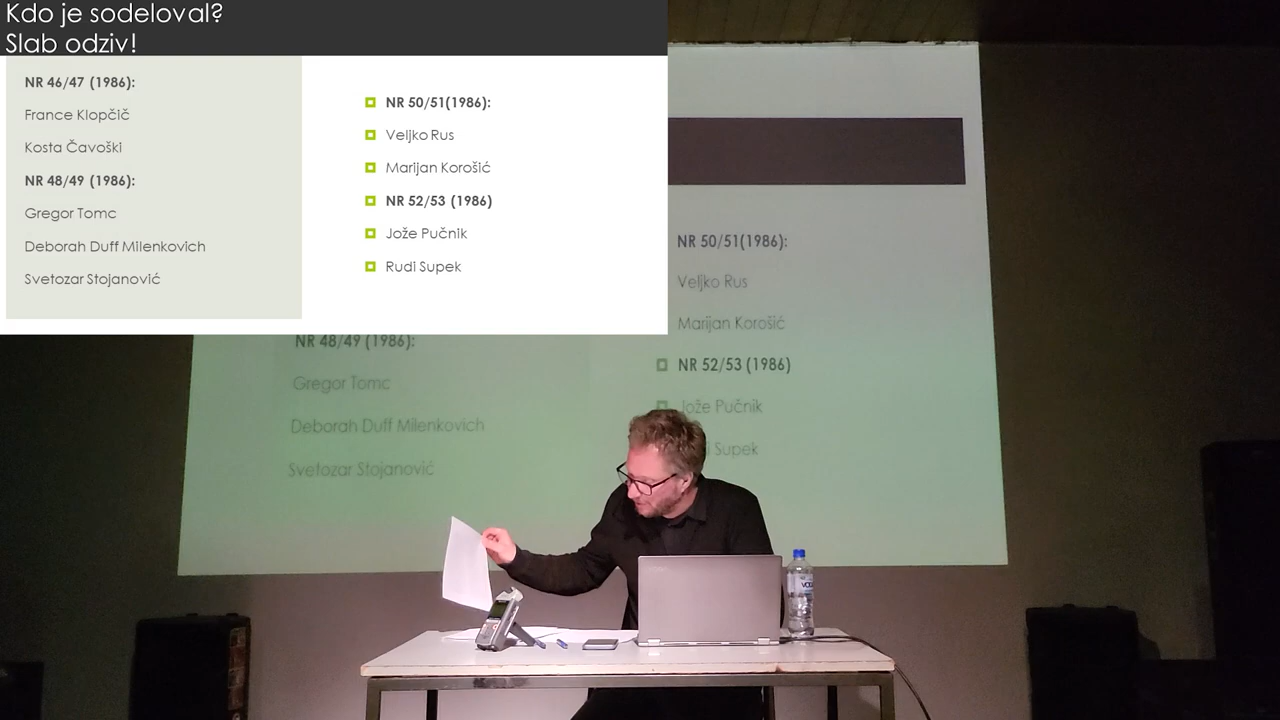 Kdo je sodeloval?
Slab odziv!
NR 46/47 (1986):
France Klopčič
Kosta Čavoški
NR 48/49 (1986):
Gregor Tomc
Deborah Duff Milenkovich
Svetozar Stojanović
NR 50/51(1986):
Veljko Rus
Marijan Korošić
NR 52/53 (1986)
Jože Pučnik
Rudi Supek
NR 48/49 (1986):
Gregor Tomc
Deborah Duff Milenkovich
Svetozar Stojanović
NR 50/51(1986):
Veljko Rus
Marijan Korošić
NR 52/53 (1986)
Jože Pučnik
Supek